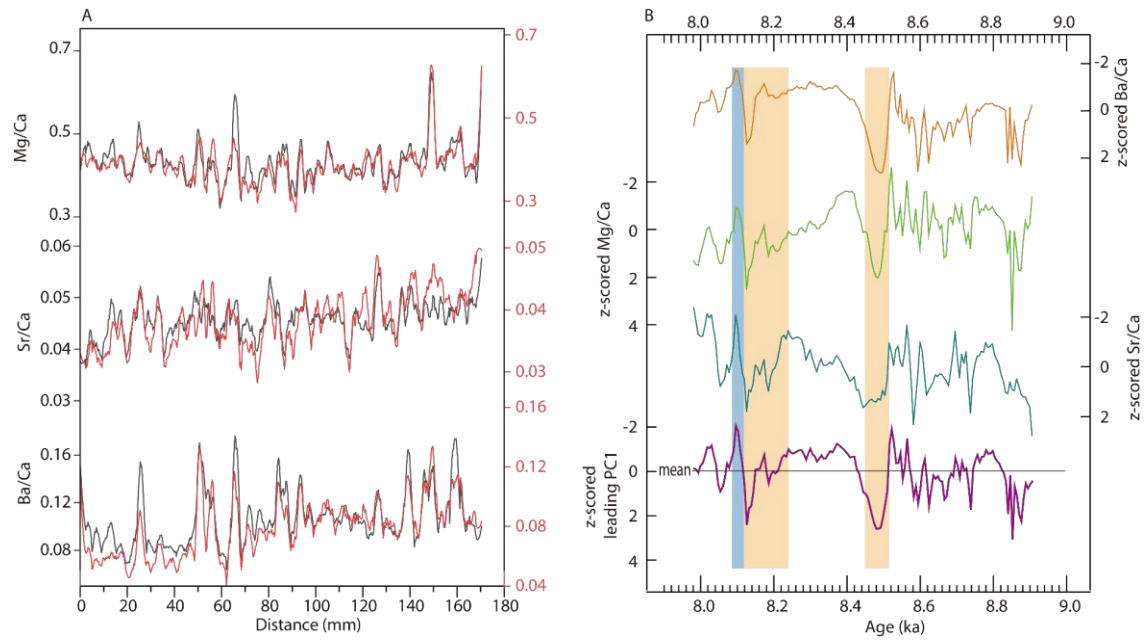 A
0.7
0.5
0.3
Mg/Ca
0.7
0.5
0.3
0.06
0.05
0.04
0.03
Sr/Ca
0.05
0.04
0.03
0.16
0.12
0.08
Ba/Ca
0.16
0.12
0.08
0.04
0 20 40 60 80 100 120 140 160 180
Distance (mm)
B
8.0 8.2 8.4 8.6 8.8 9.0
-2
0
2
z-scored Ba/Ca
-2
0
2
4
z-scored Mg/Ca
-2
0
2
z-scored Sr/Ca
-2
0
2
4
z-scored
leading PC1
mean
8.0 8.2 8.4 8.6 8.8 9.0
Age (ka)